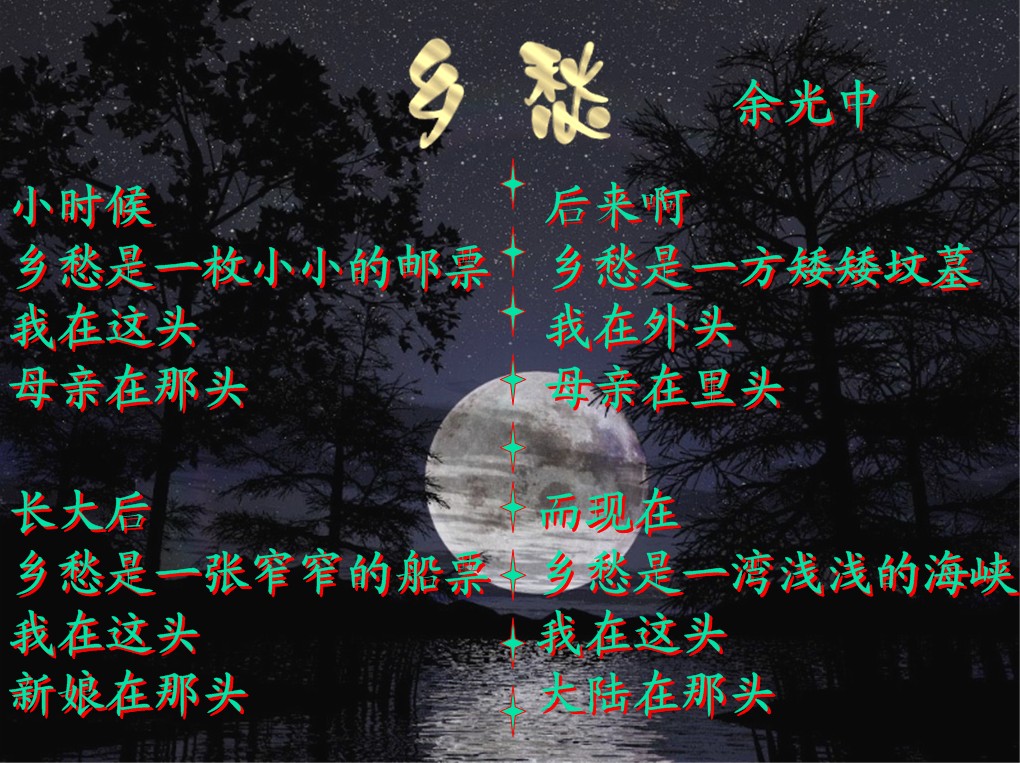 乡愁
余光中
小时候
乡愁是一枚小小的邮票
我在这头
母亲在那头
长大后
乡愁是一张窄窄的船票
我在这头
新娘在那头
后来啊
乡愁是一方矮矮坟墓
我在外头
母亲在里头
而现在
乡愁是一湾浅浅的海峡
我在这头
大陆在那头